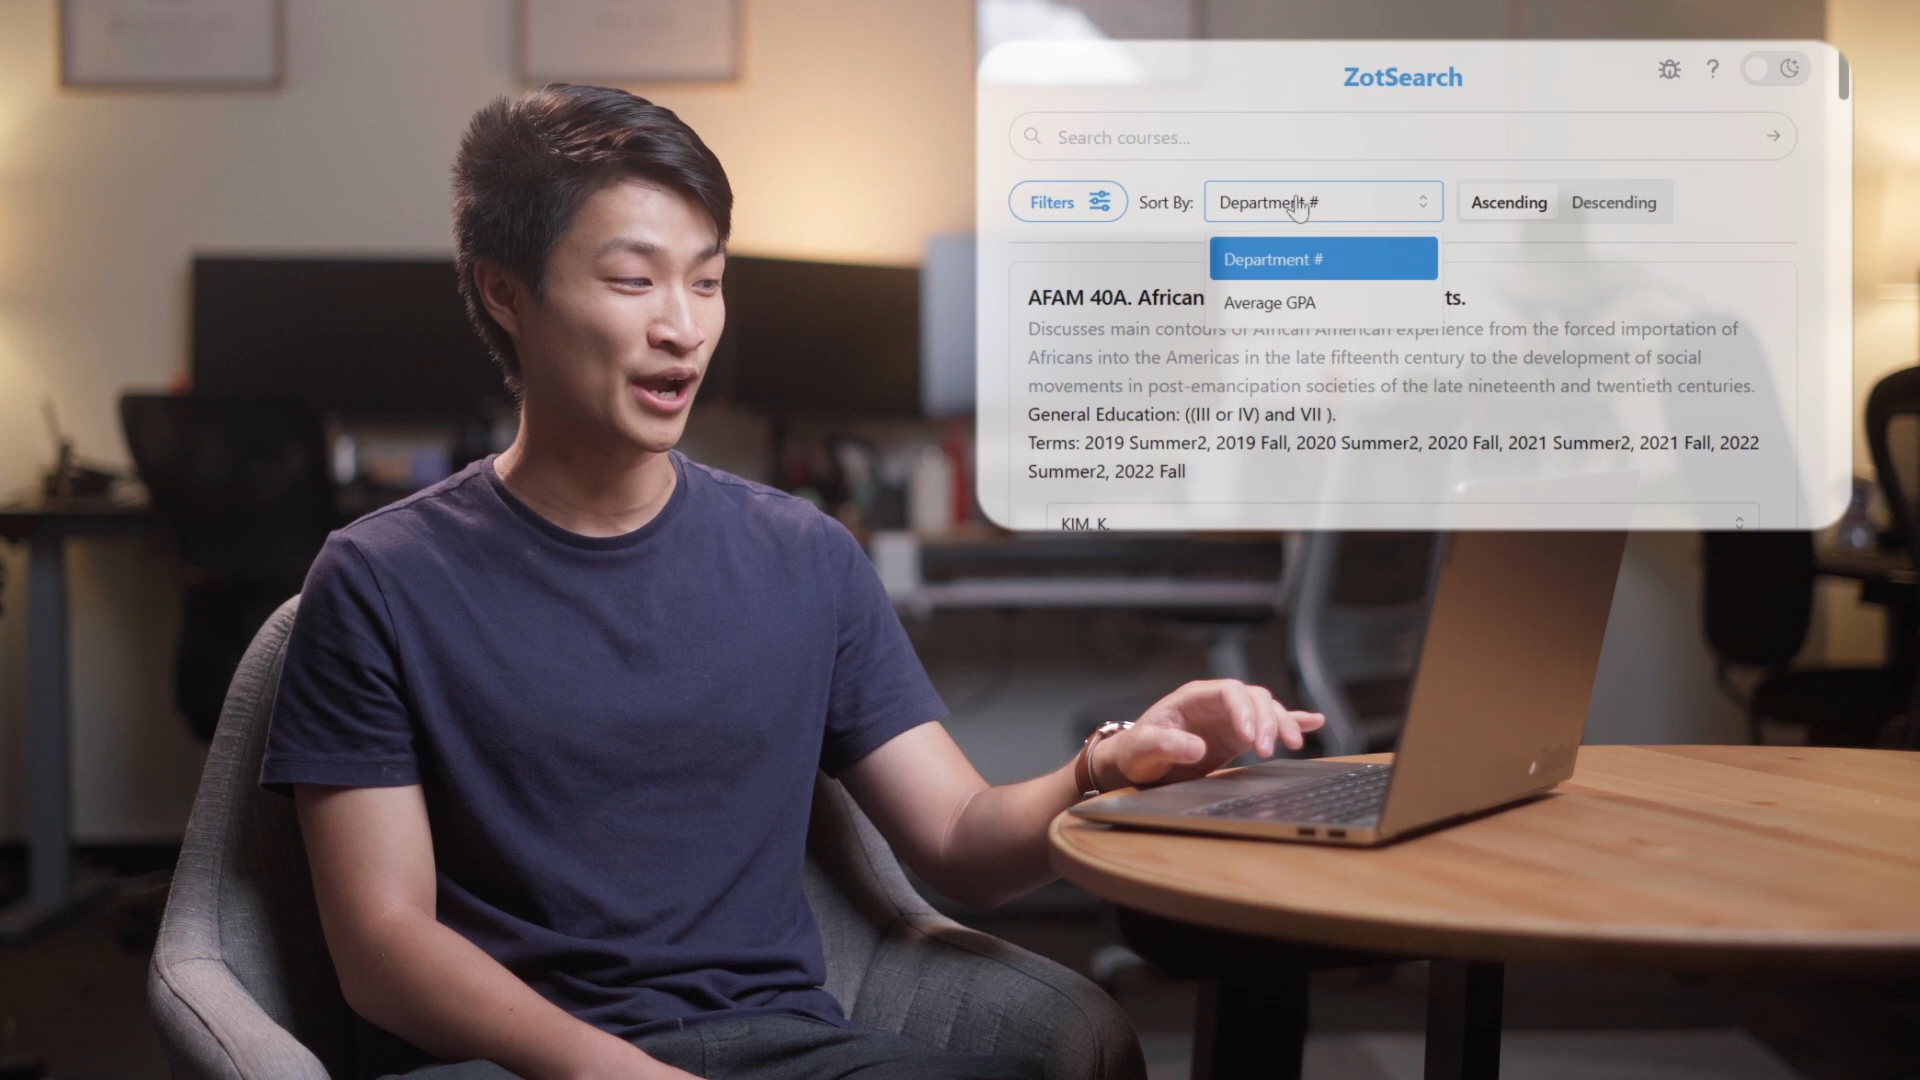 ZotSearch
?
Search courses...
Filters
Sort By:
Department #
Ascending
Descending
Department #
Average GPA
AFAM 40A. African
ts.
Discusses main contours of African American experience from the forced importation of
Africans into the Americas in the late fifteenth century to the development of social
movements in post-emancipation societies of the late nineteenth and twentieth centuries.
General Education: ((III or IV) and VII ).
Terms: 2019 Summer2, 2019 Fall, 2020 Summer2, 2020 Fall, 2021 Summer2, 2021 Fall, 2022
Summer2, 2022 Fall
KIM, K.